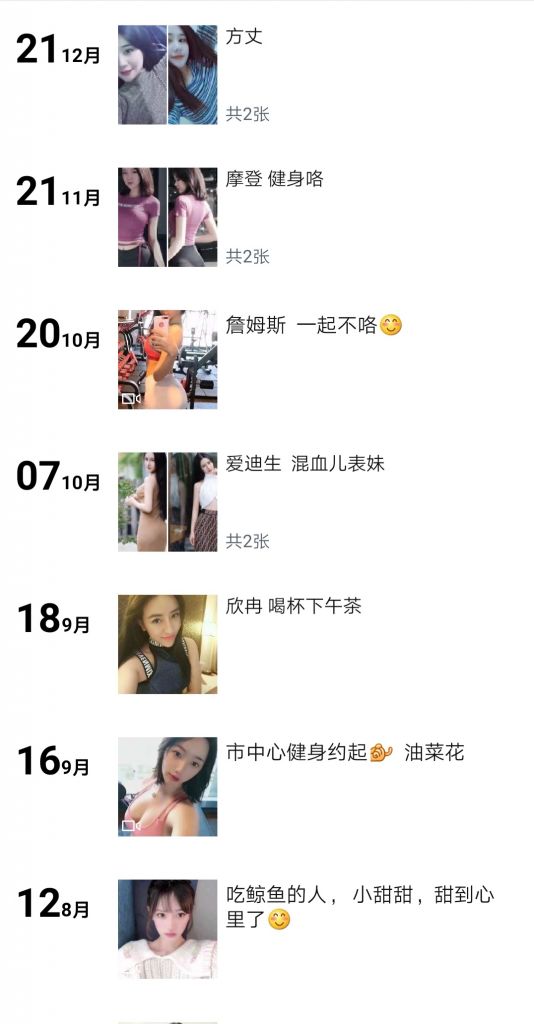 21 12月
方丈
共2张
21 11月
摩登 健身咯
共2张
20 10月
詹姆斯 一起不咯😊
07 10月
爱迪生 混血儿表妹
共2张
18 9月
欣冉 喝杯下午茶
16 9月
市中心健身约起 油菜花
12 8月
吃鲸鱼的人，小甜甜，甜到心
里了😊